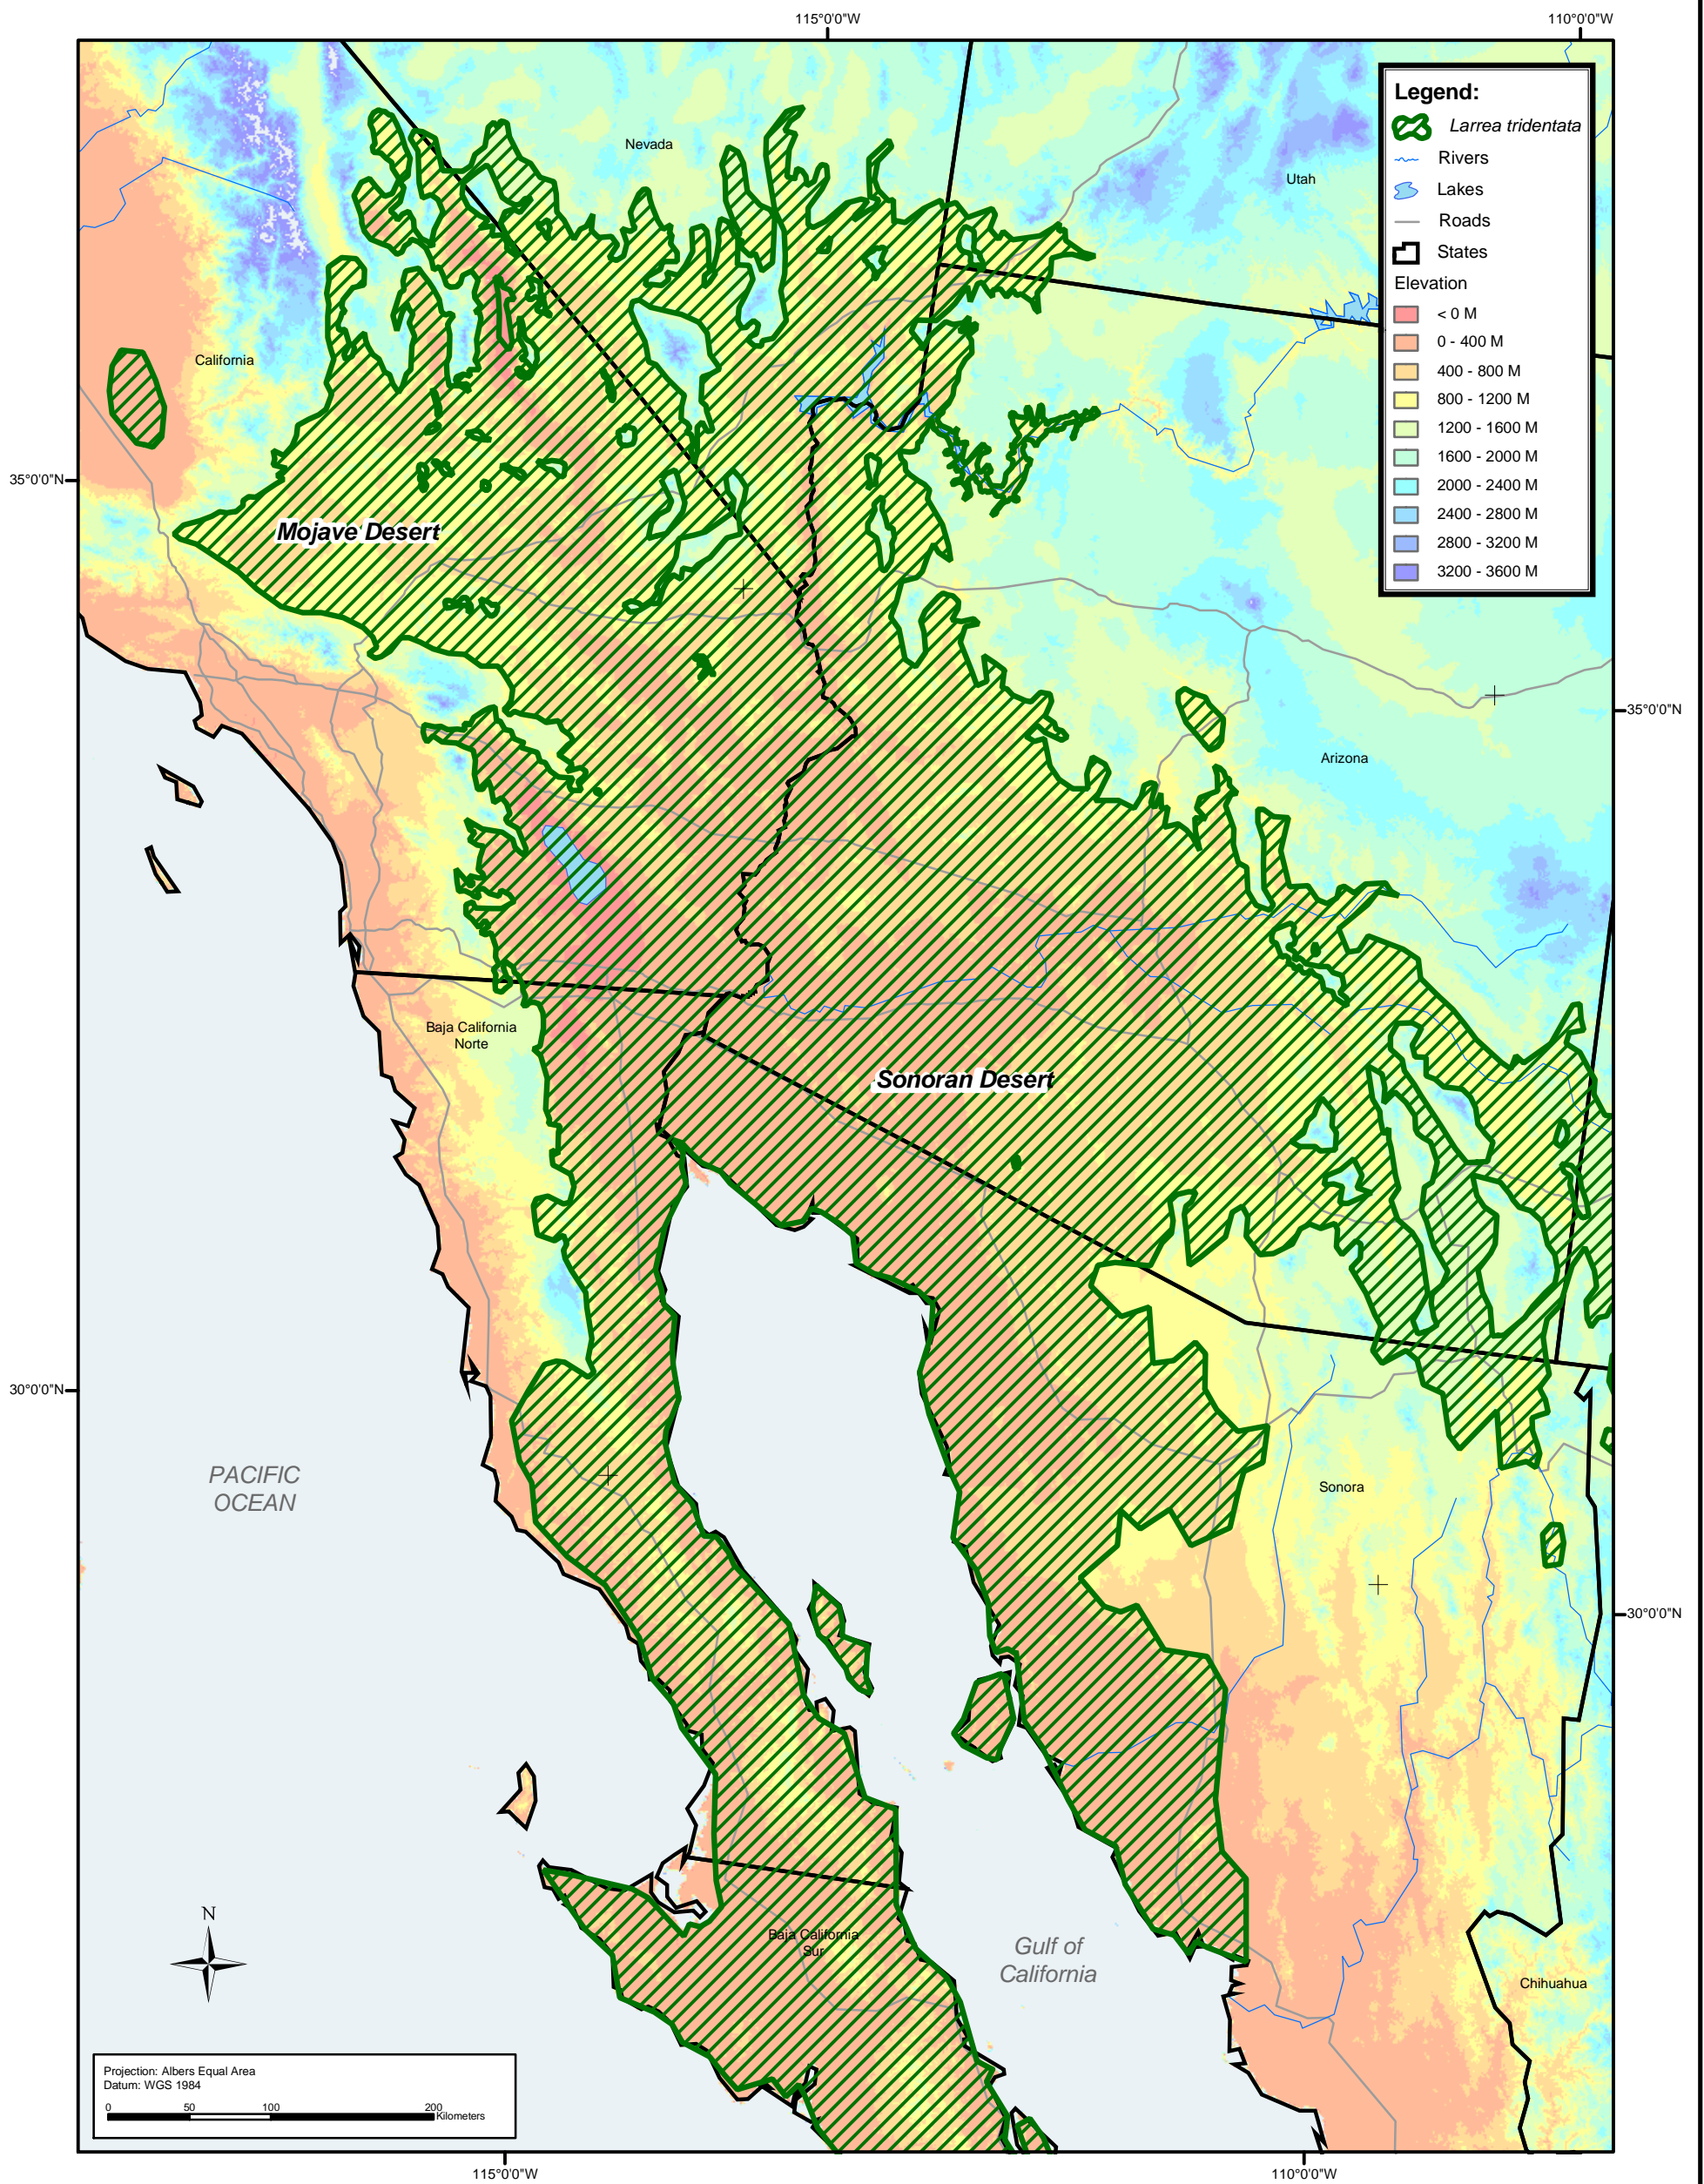 115°0'0"W
110°0'0"W
Legend:
Larrea tridentata
Rivers
Lakes
Roads
States
Elevation
< 0 M
0 - 400 M
400 - 800 M
800 - 1200 M
1200 - 1600 M
1600 - 2000 M
2000 - 2400 M
2400 - 2800 M
2800 - 3200 M
3200 - 3600 M
Nevada
Utah
California
35°0'0"N
Mojave Desert
35°0'0"N
Arizona
Baja California
Norte
Sonoran Desert
30°0'0"N
PACIFIC
OCEAN
Sonora
30°0'0"N
N
Baja California
Sur
Gulf of
California
Chihuahua
Projection: Albers Equal Area
Datum: WGS 1984
0 50 100 200
Kilometers
115°0'0"W
110°0'0"W